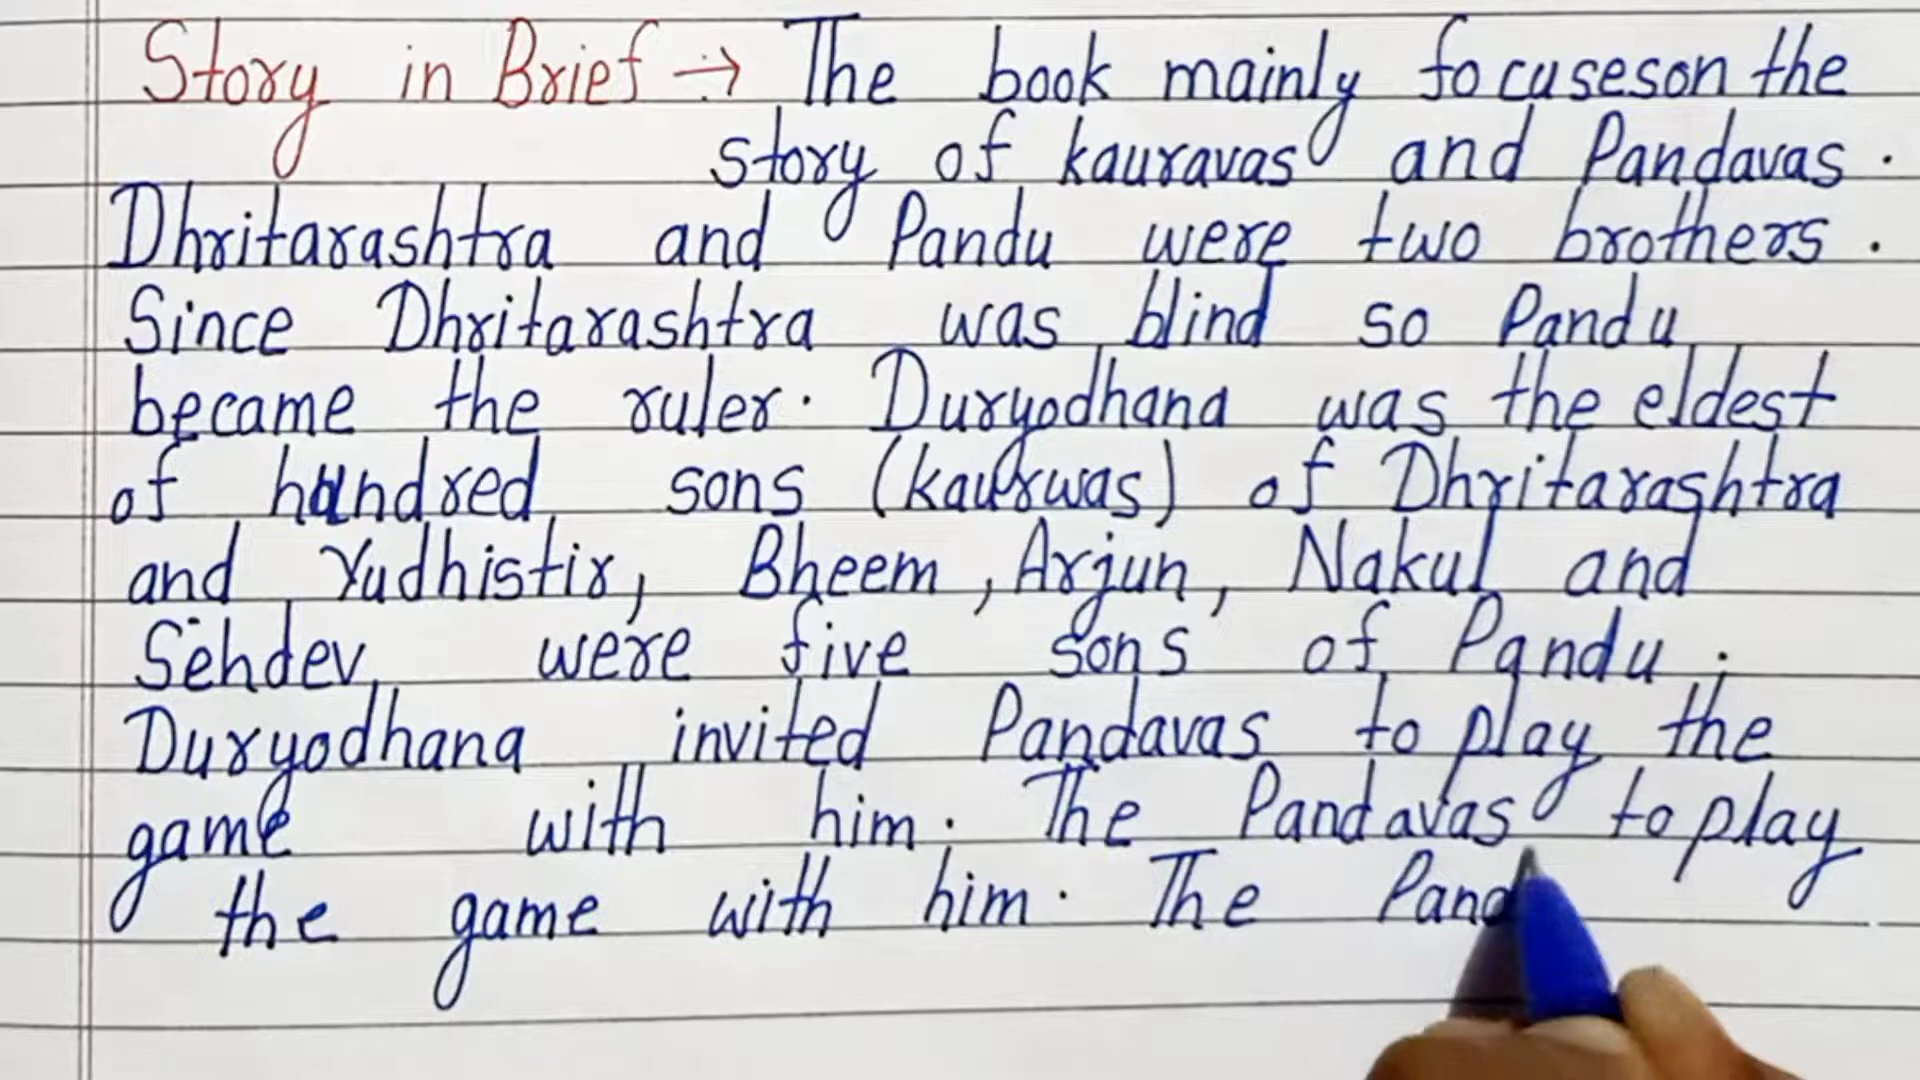 Story in Brief :→ The book mainly focuseson the
story of kauravas and Pandavas.
Dhritarashtra and Pandu were two brothers.
Since Dhritarashtra was blind so Pandu
became the ruler. Duryodhana was the eldest
of hundred sons (kaurwas) of Dhritarashtra
and Yudhistir, Bheem, Arjun, Nakul and
Sehdev were five sons of Pandu.
Duryodhana invited Pandavas to play the
game with him. The Pandavas to play
the game with him. The Pand